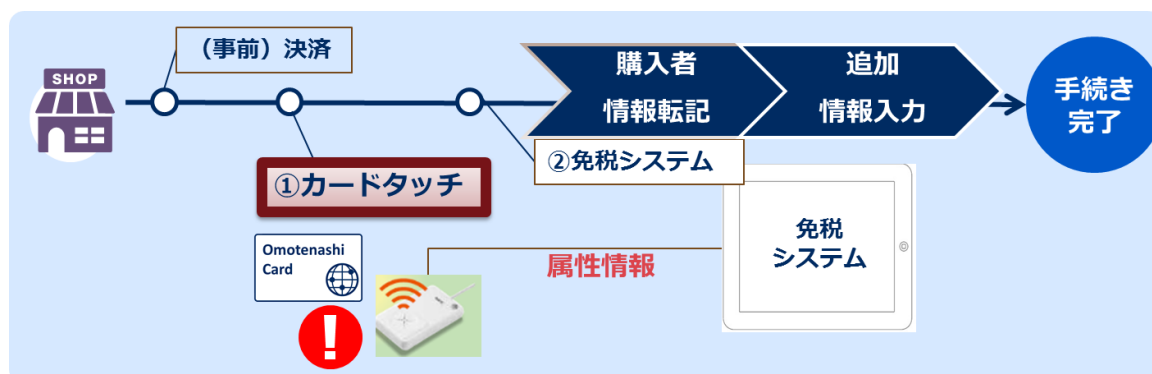 SHOP
（事前）決済
購入者
情報転記
追加
情報入力
手続き
完了
①カードタッチ
②免税システム
Omotenashi
Card
属性情報
免税
システム
!